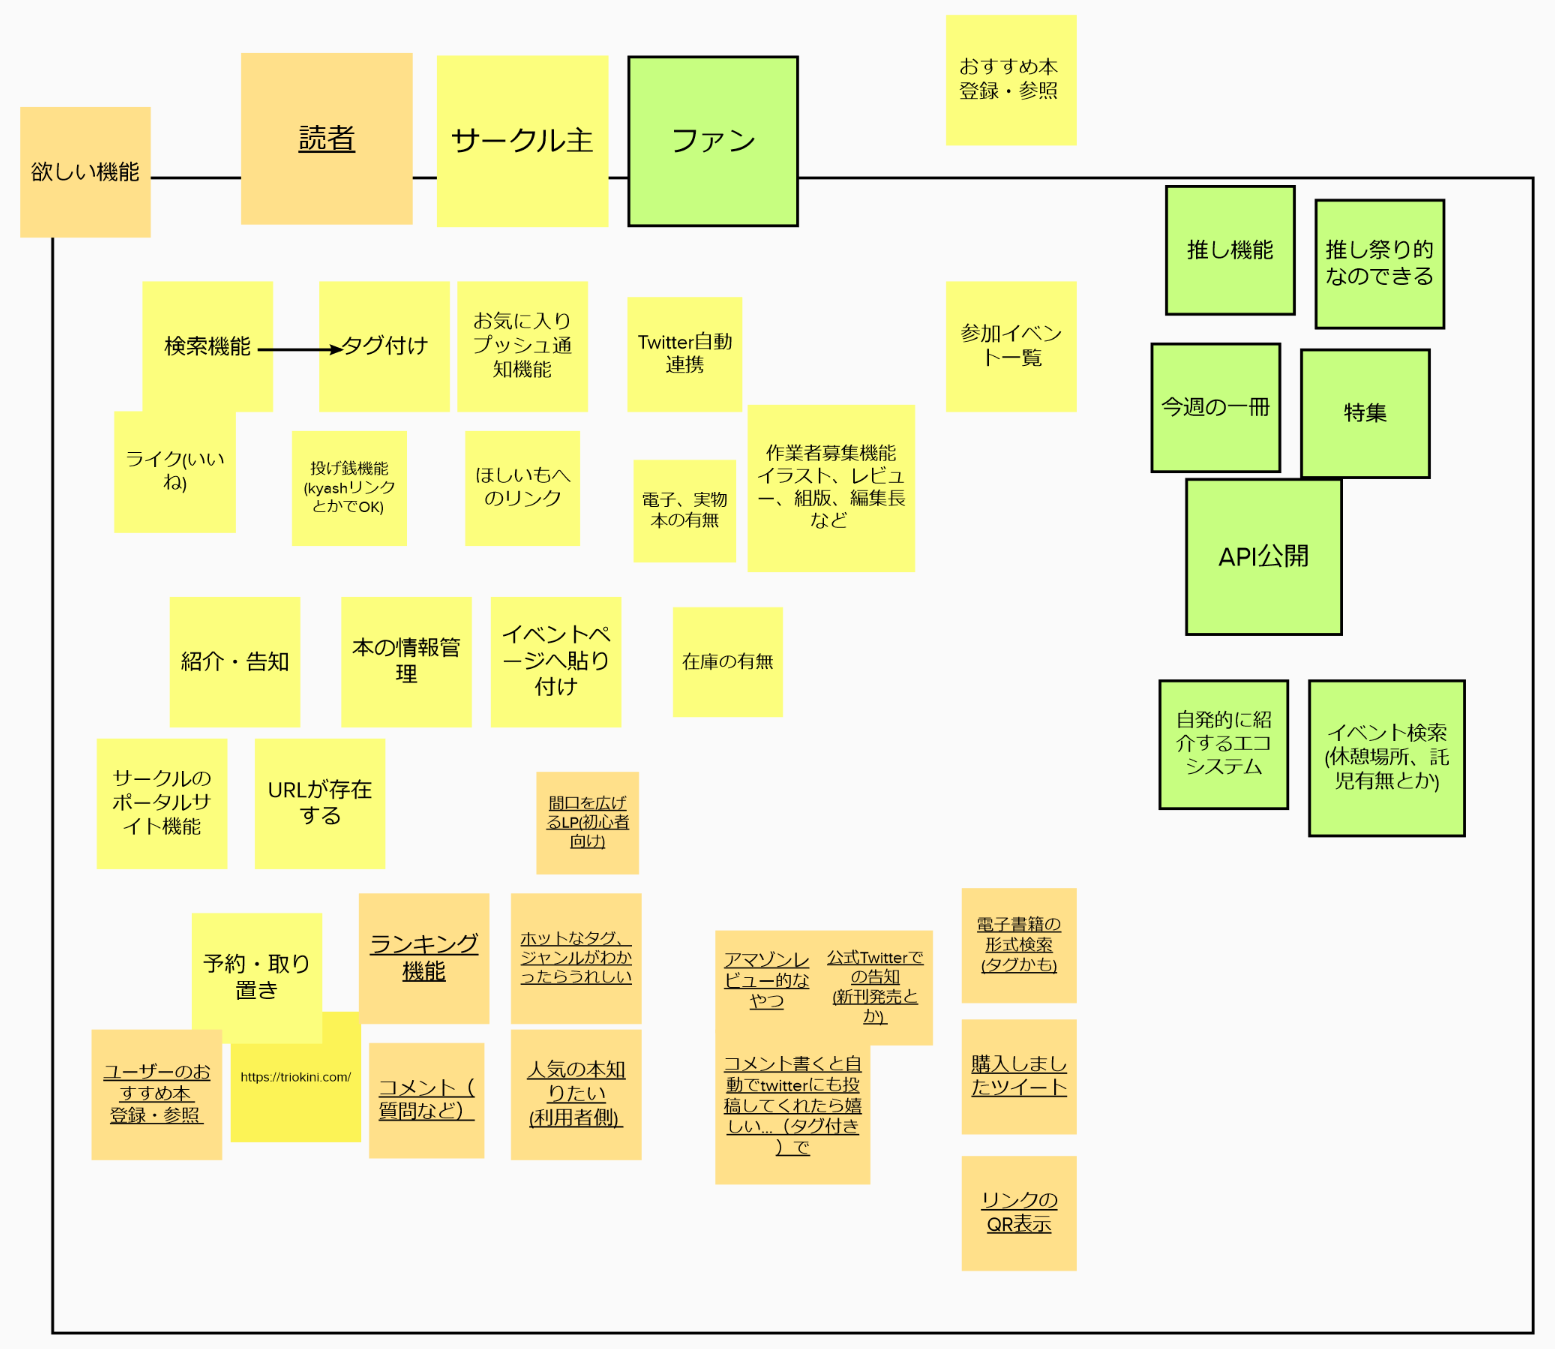 おすすめ本
登録・参照
欲しい機能
読者
サークル主
ファン
推し機能
推し祭り的
なのできる
検索機能
タグ付け
お気に入り
プッシュ通
知機能
Twitter自動
連携
参加イベン
ト一覧
今週の一冊
特集
ライク(いい
ね)
投げ銭機能
(kyashリンク
とかでOK)
ほしいもへ
のリンク
電子、実物
本の有無
作業者募集機能
イラスト、レビュ
ー、組版、編集長
など
API公開
紹介・告知
本の情報管
理
イベントペ
ージへ貼り
付け
在庫の有無
自発的に紹
介するエコ
システム
イベント検索
(休憩場所、託
児有無とか)
サークルの
ポータルサ
イト機能
URLが存在
する
間口を広げ
るLP(初心者
向け)
予約・取り
置き
ランキング
機能
ホットなタグ、
ジャンルがわか
ったらうれしい
アマゾンレ
ビュー的な
やつ
公式Twitterで
の告知
(新刊発売と
か)
電子書籍の
形式検索
(タグかも)
ユーザーのお
すすめ本
登録・参照
https://triokini.com/
コメント（
質問など）
人気の本知
りたい
(利用者側)
コメント書くと自
動でtwitterにも投
稿してくれたら嬉
しい...（タグ付き
）で
購入しまし
たツイート
リンクの
QR表示